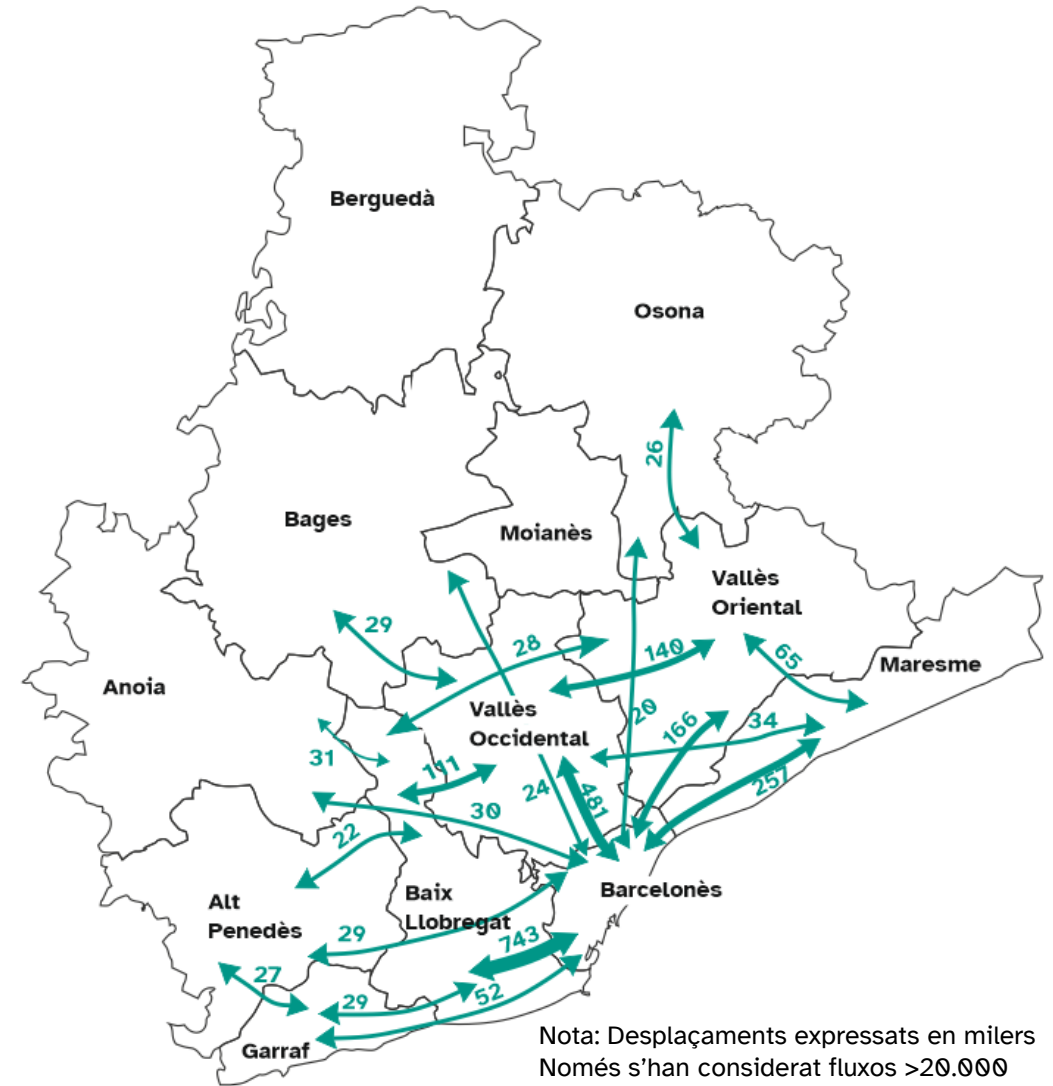 Berguedà
Osona
26
Bages
Moianès
Vallès
Oriental
29
28
140
65
Maresme
Anoia
Vallès
Occidental
20
166
34
31
111
24
481
257
30
22
Barcelonès
Alt
Penedès
Baix
Llobregat
29
743
27
29
52
Nota: Desplaçaments expressats en milers
Garraf
Només s’han considerat fluxos >20.000